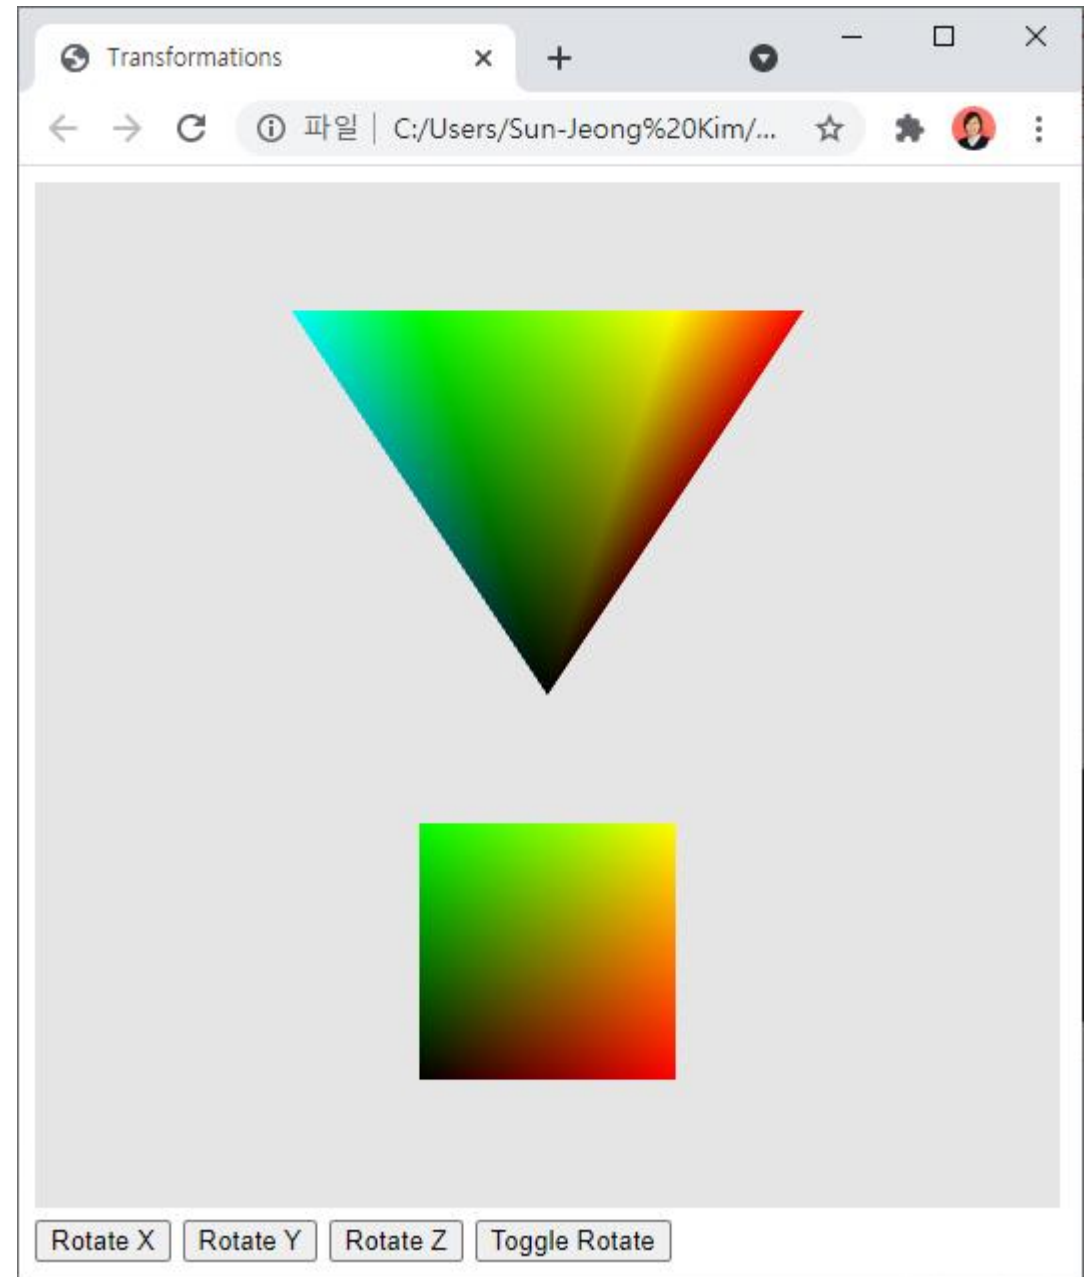 Transformations
파일 | C:/Users/Sun-Jeong%20Kim/...
Rotate X Rotate Y Rotate Z Toggle Rotate